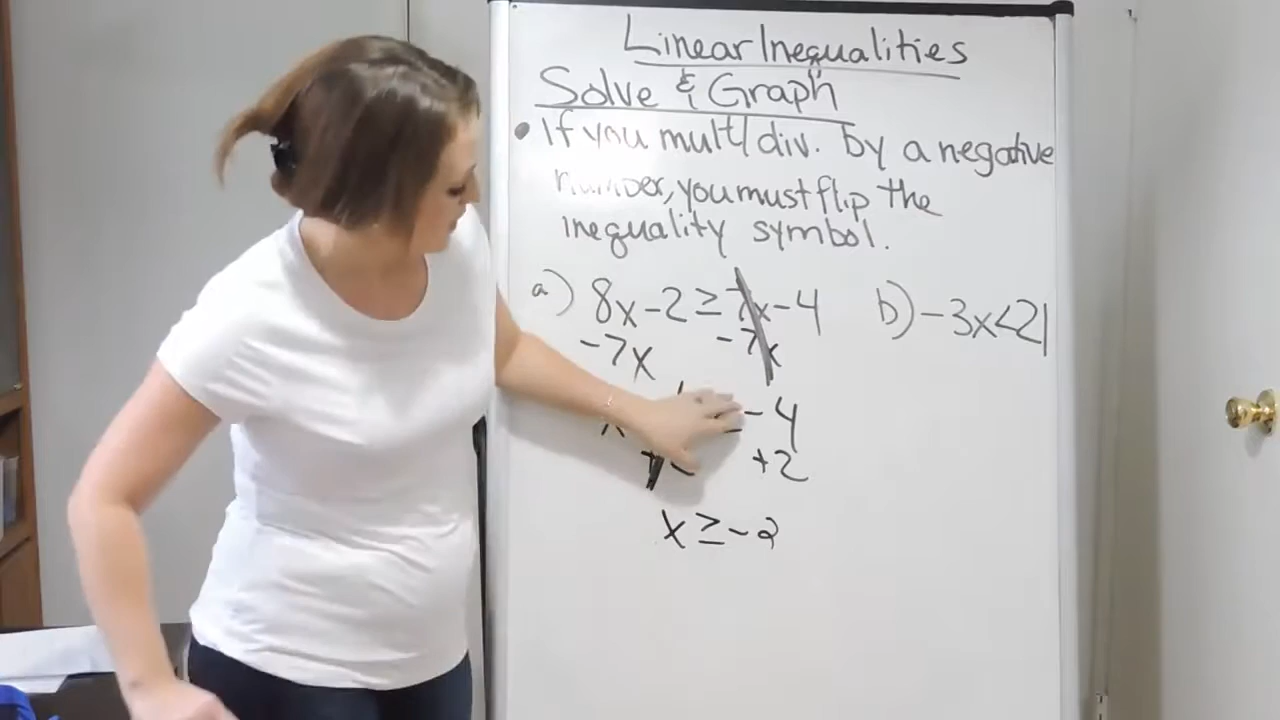 Linear Inequalities
Solve & Graph
• If you mult/div. by a negative
number, you must flip the
inequality symbol.
a) 8x-2≥7x-4 b) -3x<21
-7x -7x
x -4
+2
x≥-2